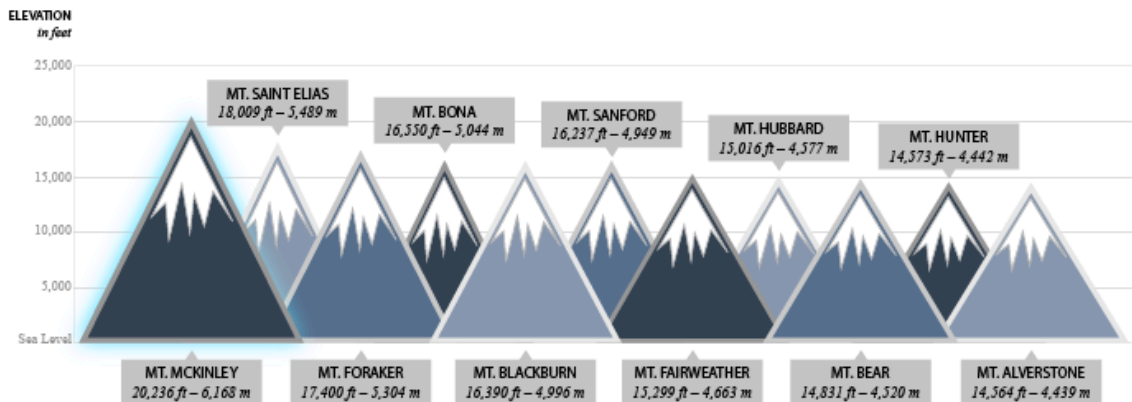 ELEVATION
in feet
25,000
20,000
15,000
10,000
5,000
Sea Level
MT. SAINT ELIAS
18,009 ft – 5,489 m
MT. BONA
16,550 ft – 5,044 m
MT. SANFORD
16,237 ft – 4,949 m
MT. HUBBARD
15,016 ft – 4,577 m
MT. HUNTER
14,573 ft – 4,442 m
MT. MCKINLEY
20,236 ft – 6,168 m
MT. FORAKER
17,400 ft – 5,304 m
MT. BLACKBURN
16,390 ft – 4,996 m
MT. FAIRWEATHER
15,299 ft – 4,663 m
MT. BEAR
14,831 ft – 4,520 m
MT. ALVERSTONE
14,564 ft – 4,439 m